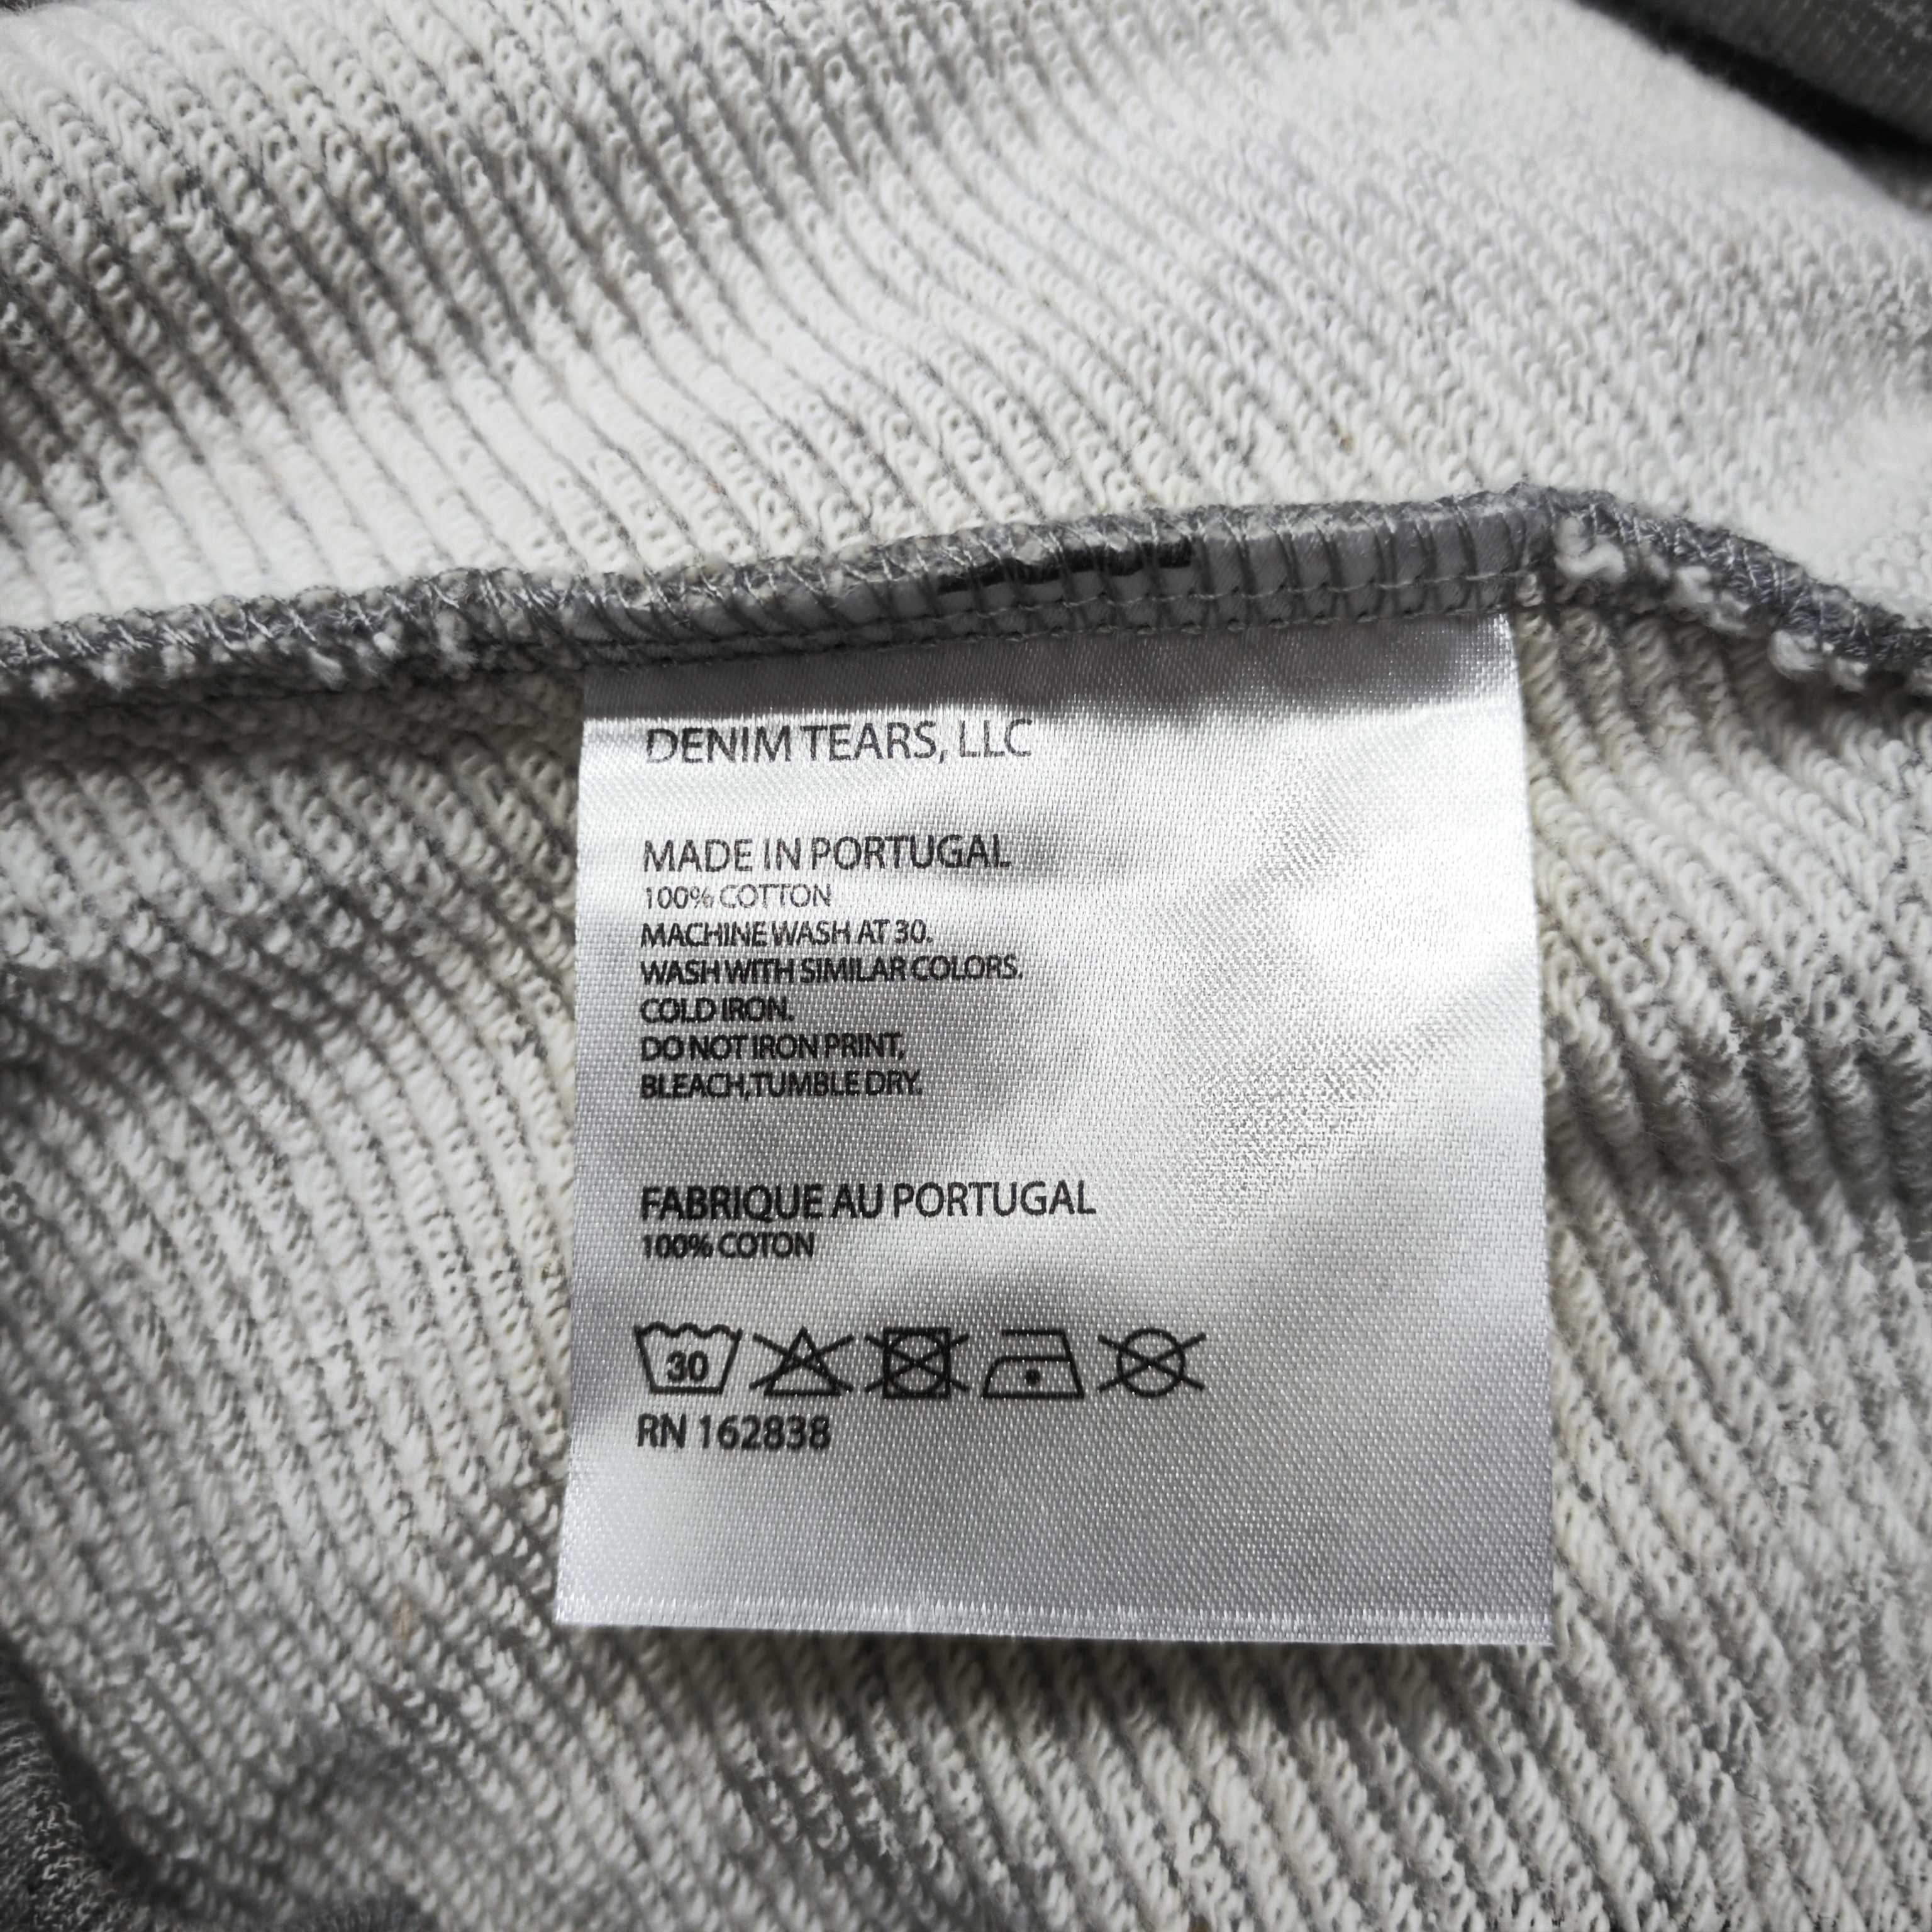 DENIM TEARS, LLC
MADE IN PORTUGAL
100% COTTON
MACHINE WASH AT 30.
WASH WITH SIMILAR COLORS.
COLD IRON.
DO NOT IRON PRINT,
BLEACH,TUMBLE DRY.
FABRIQUE AU PORTUGAL
100% COTON
30
RN 162838